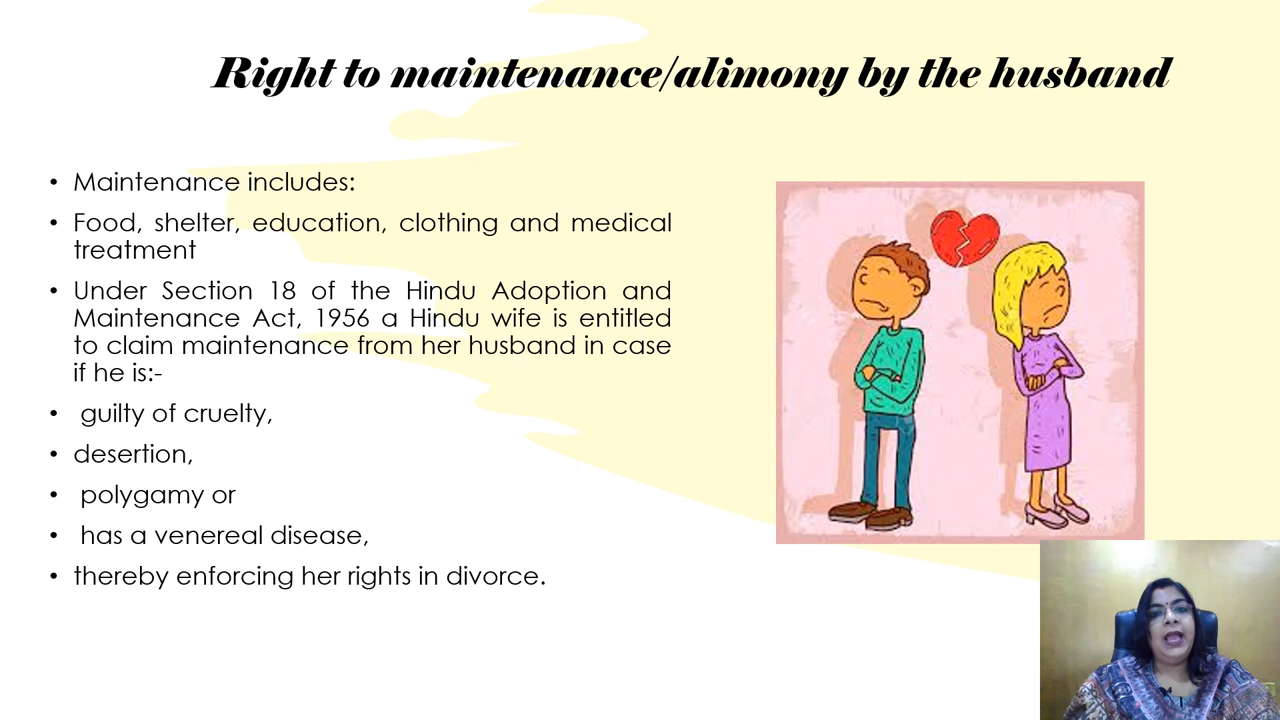 Right to maintenance/alimony by the husband
• Maintenance includes:
• Food, shelter, education, clothing and medical
treatment
• Under Section 18 of the Hindu Adoption and
Maintenance Act, 1956 a Hindu wife is entitled
to claim maintenance from her husband in case
if he is:-
• guilty of cruelty,
• desertion,
• polygamy or
• has a venereal disease,
• thereby enforcing her rights in divorce.